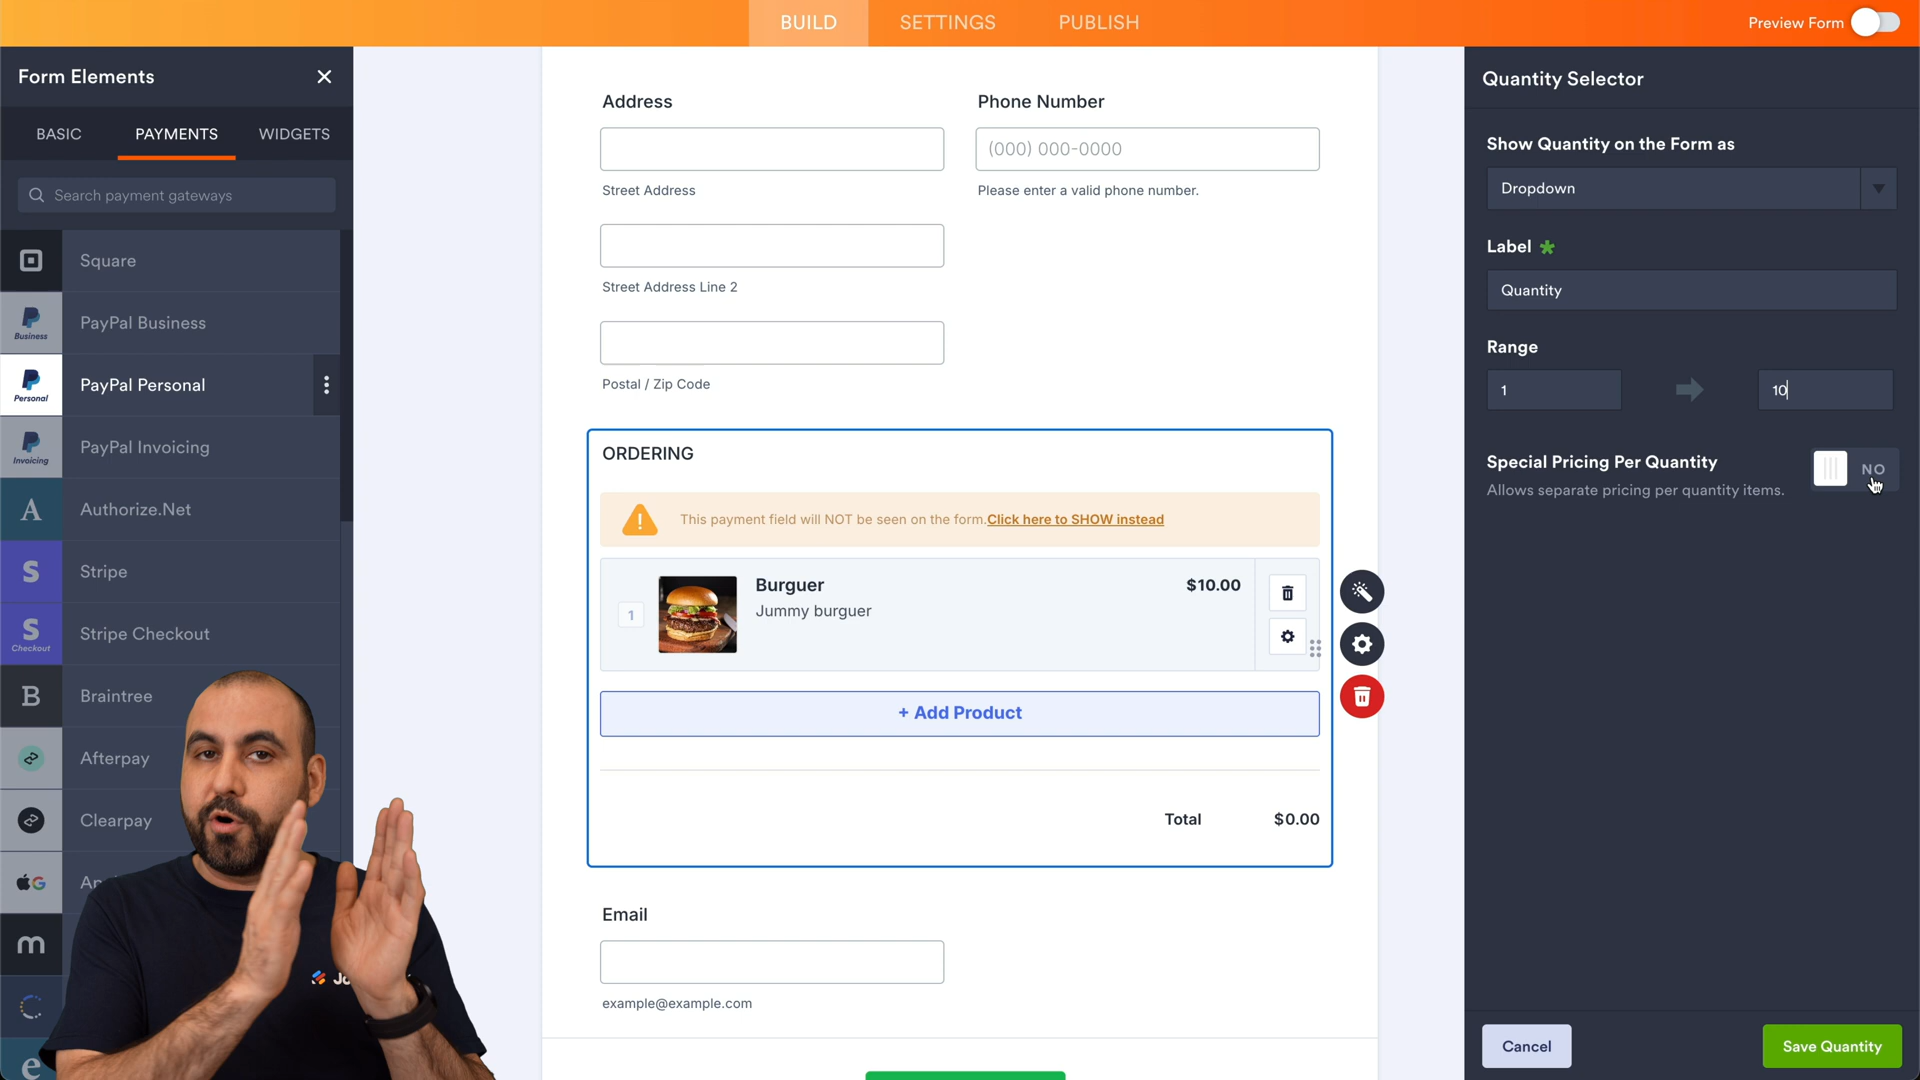 BUILD
SETTINGS
PUBLISH
Preview Form
Form Elements
BASIC
PAYMENTS
WIDGETS
Search payment gateways
Square
Business
PayPal Business
Personal
PayPal Personal
Invoicing
PayPal Invoicing
A
Authorize.Net
S
Stripe
S
Checkout
Stripe Checkout
B
Braintree
Afterpay
Clearpay
G
m
e
Address
Street Address
Street Address Line 2
Postal / Zip Code
Phone Number
(000) 000-0000
Please enter a valid phone number.
ORDERING
This payment field will NOT be seen on the form.Click here to SHOW instead
1
Burguer
$10.00
Jummy burguer
+ Add Product
Total
$0.00
Email
example@example.com
Quantity Selector
Show Quantity on the Form as
Dropdown
Label
Quantity
Range
1
10
Special Pricing Per Quantity
NO
Allows separate pricing per quantity items.
Cancel
Save Quantity